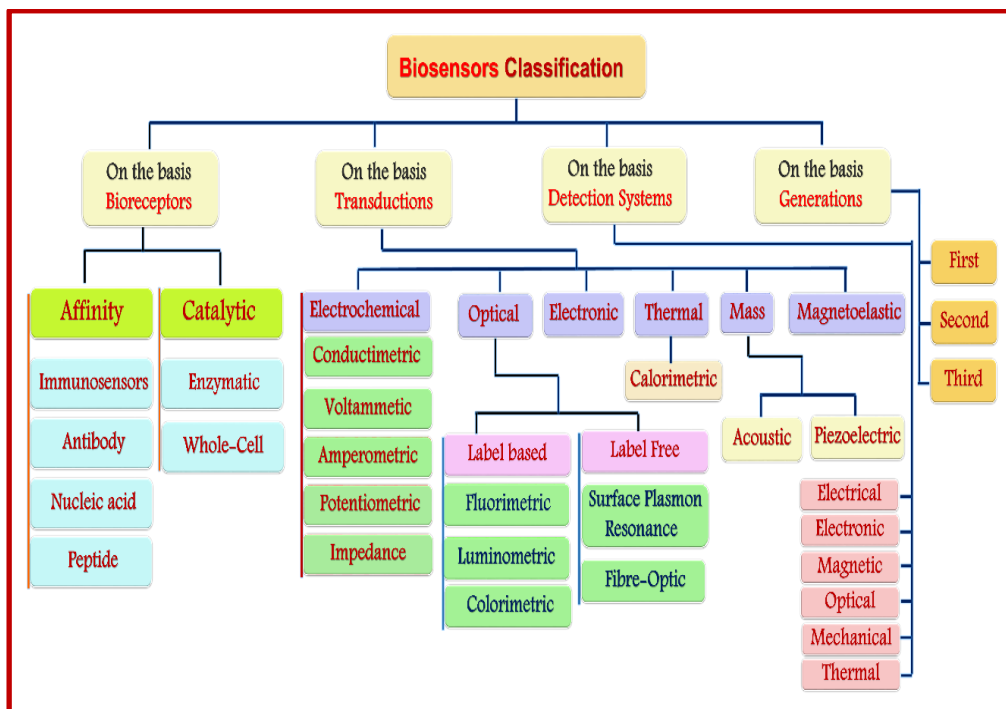 Biosensors Classification
On the basis
Bioreceptors
On the basis
Transductions
On the basis
Detection Systems
On the basis
Generations
First
Second
Third
Affinity
Catalytic
Immunosensors
Enzymatic
Antibody
Whole-Cell
Nucleic acid
Peptide
Electrochemical
Optical
Electronic
Thermal
Mass
Magnetoelastic
Conductimetric
Voltammetic
Amperometric
Potentiometric
Impedance
Label based
Label Free
Fluorimetric
Luminometric
Colorimetric
Surface Plasmon
Resonance
Fibre-Optic
Calorimetric
Acoustic
Piezoelectric
Electrical
Electronic
Magnetic
Optical
Mechanical
Thermal